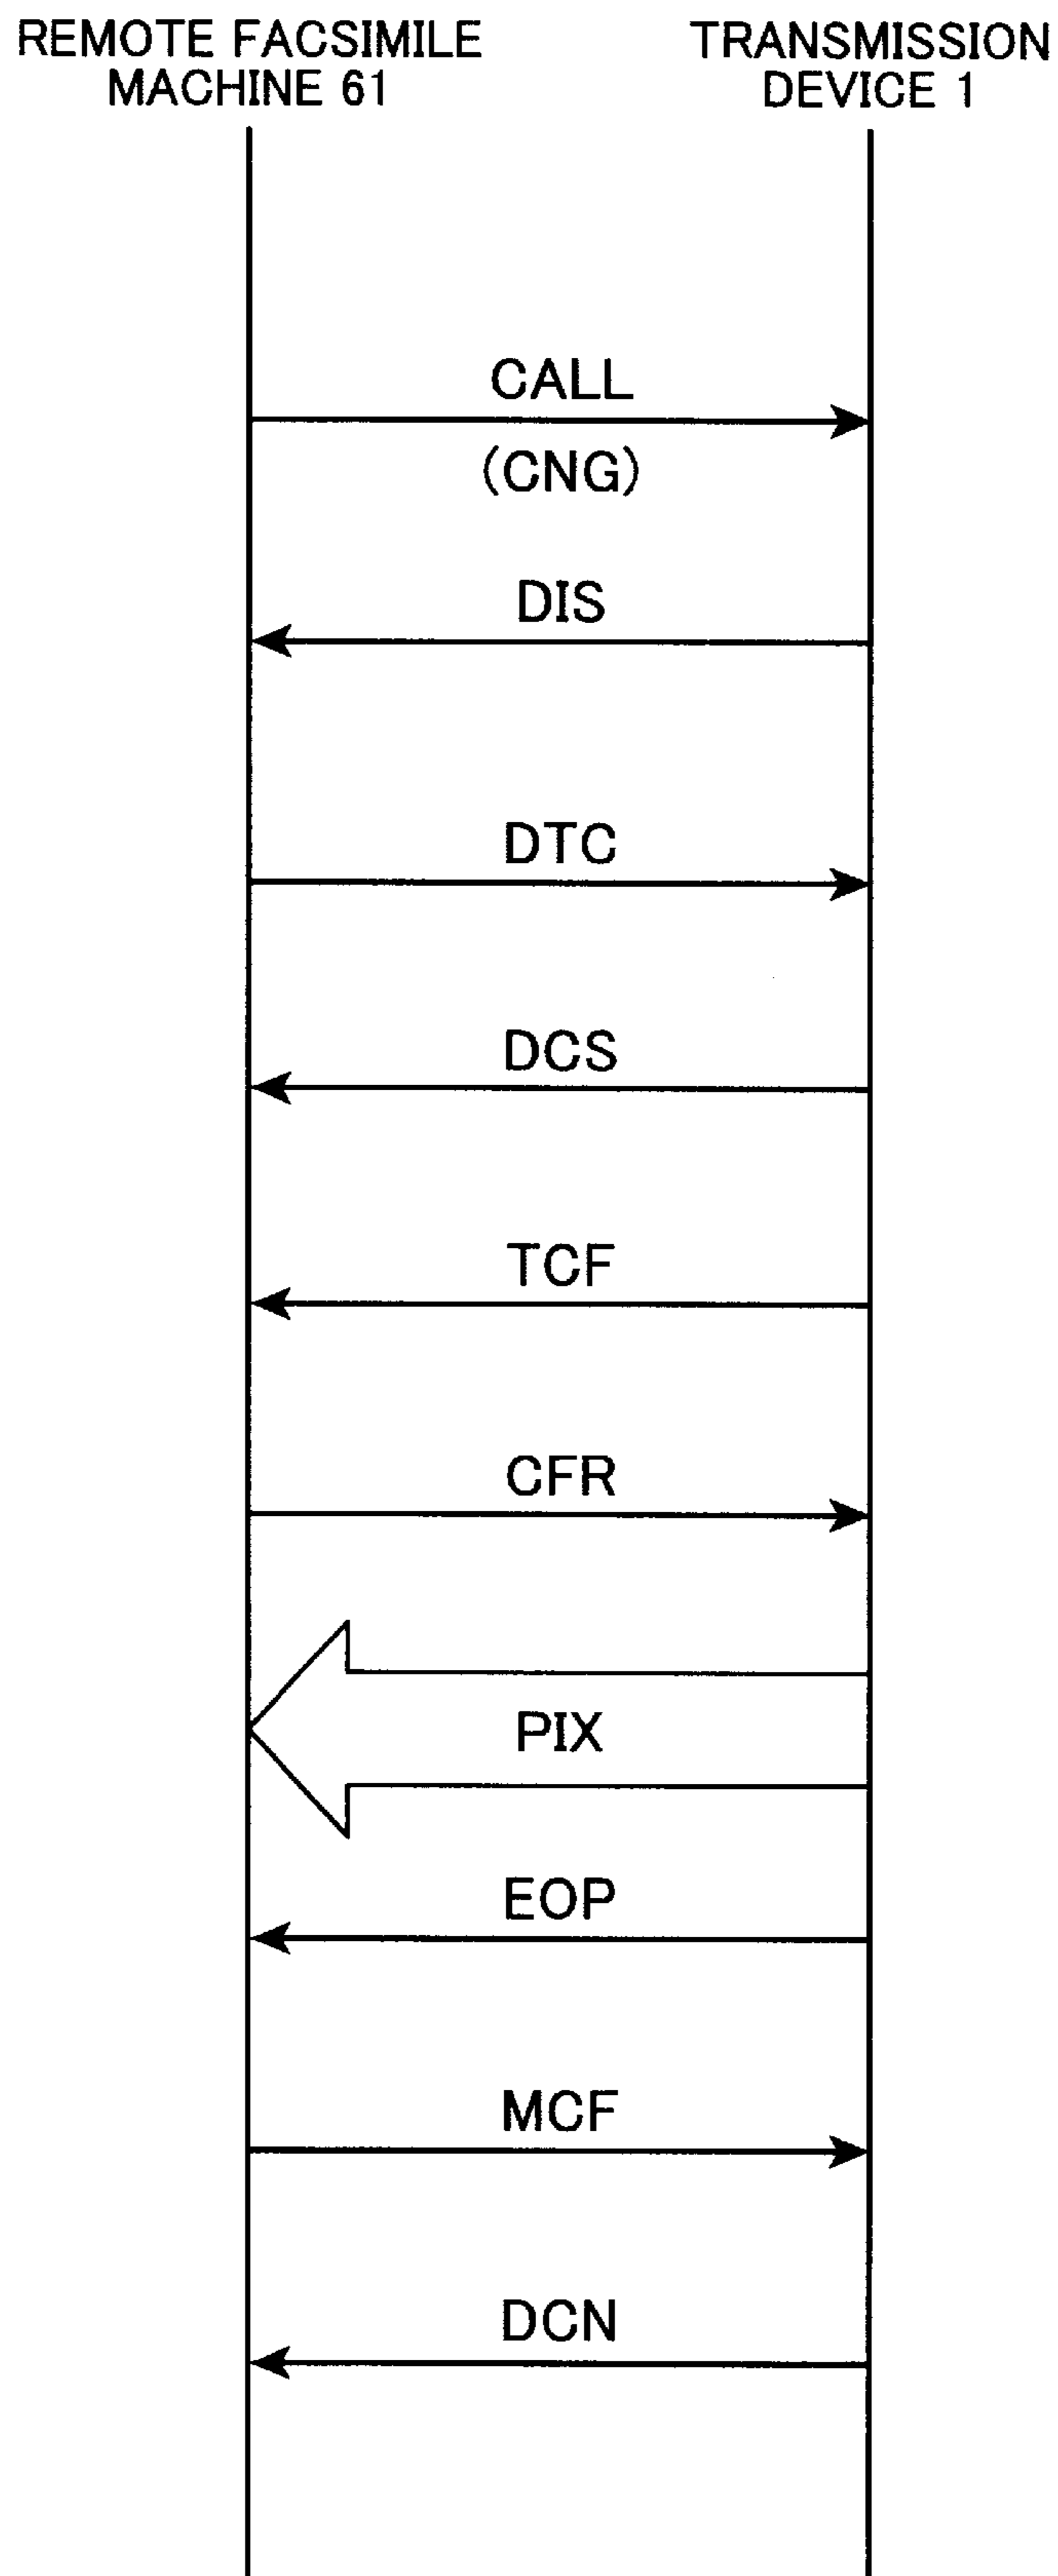 REMOTE FACSIMILE
MACHINE 61
TRANSMISSION
DEVICE 1
CALL
(CNG)
DIS
DTC
DCS
TCF
CFR
PIX
EOP
MCF
DCN